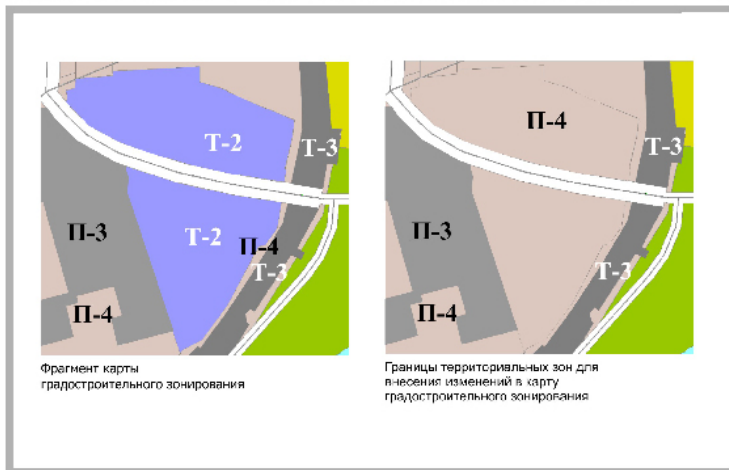 Т-2
Т-3
П-3
Т-2
П-4
Т-3
П-4
Фрагмент карты
градостроительного зонирования
П-4
Т-3
П-3
Т-3
П-4
Границы территориальных зон для
внесения изменений в карту
градостроительного зонирования